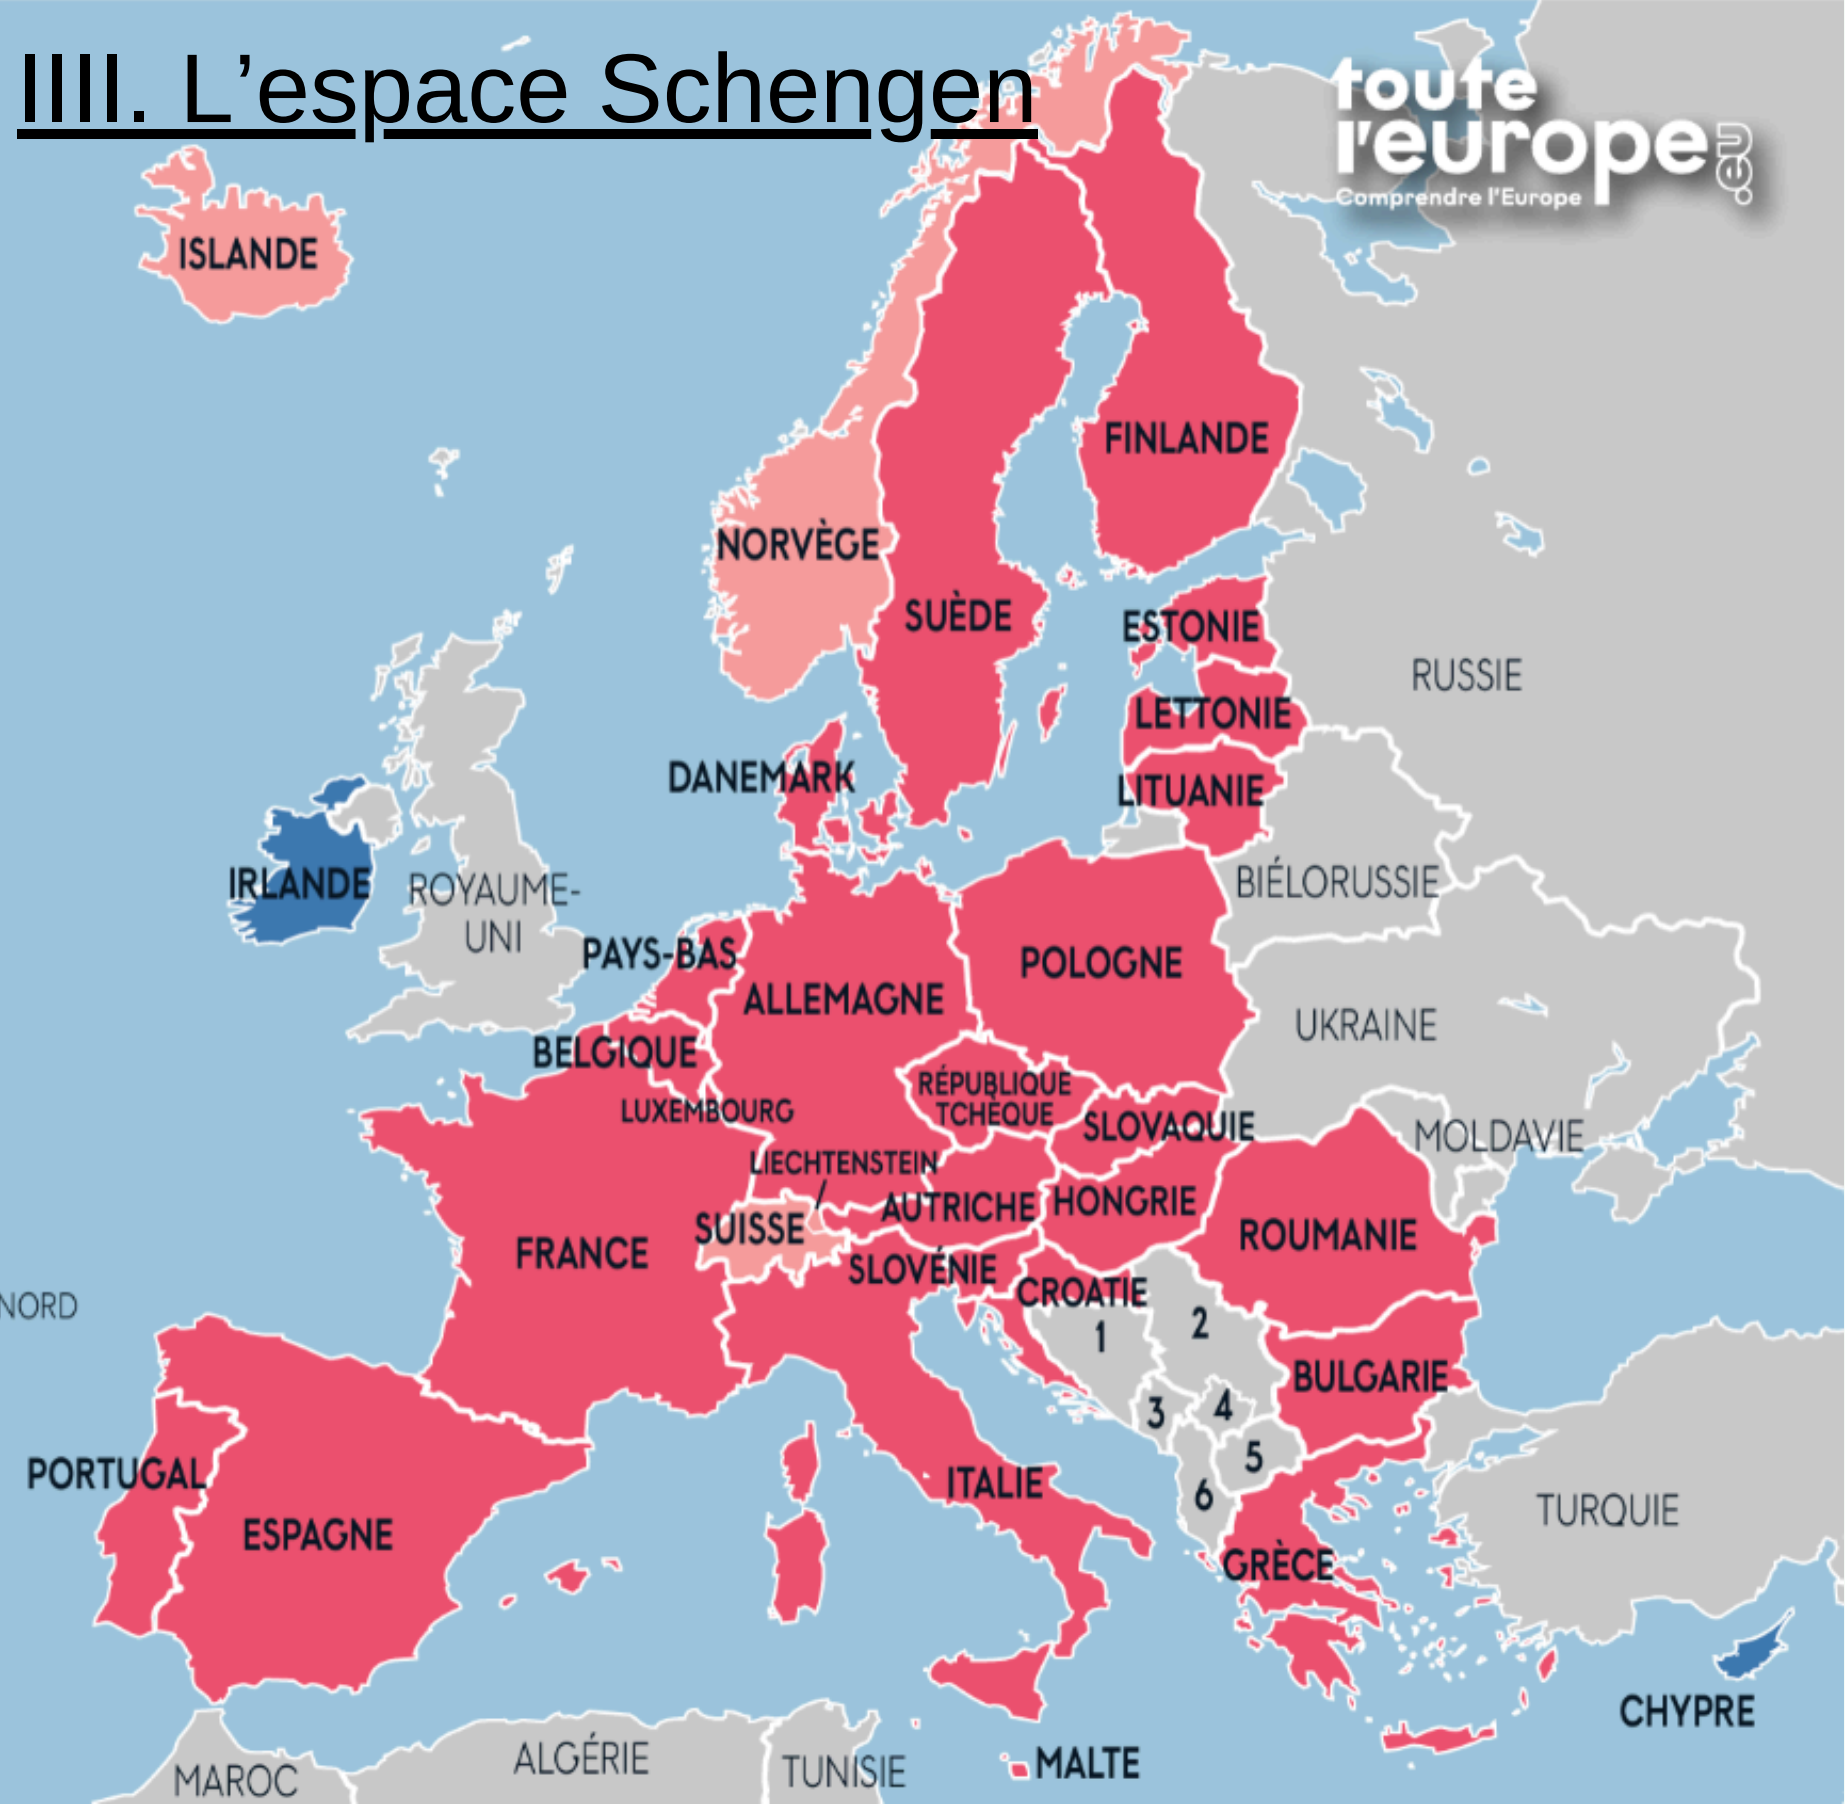 IIII. L’espace Schengen
toute
l'europe.eu
Comprendre l'Europe
ISLANDE
FINLANDE
NORVÈGE
SUÈDE
ESTONIE
RUSSIE
LETTONIE
DANEMARK
LITUANIE
IRLANDE
ROYAUME-
UNI
BIÉLORUSSIE
PAYS-BAS
POLOGNE
ALLEMAGNE
UKRAINE
BELGIQUE
RÉPUBLIQUE
TCHÈQUE
LUXEMBOURG
SLOVAQUIE
MOLDAVIE
LIECHTENSTEIN
AUTRICHE
HONGRIE
SUISSE
ROUMANIE
FRANCE
SLOVÉNIE
CROATIE
NORD
1
2
BULGARIE
3
4
5
6
PORTUGAL
ITALIE
ESPAGNE
TURQUIE
GRÈCE
CHYPRE
ALGÉRIE
MAROC
TUNISIE
MALTE